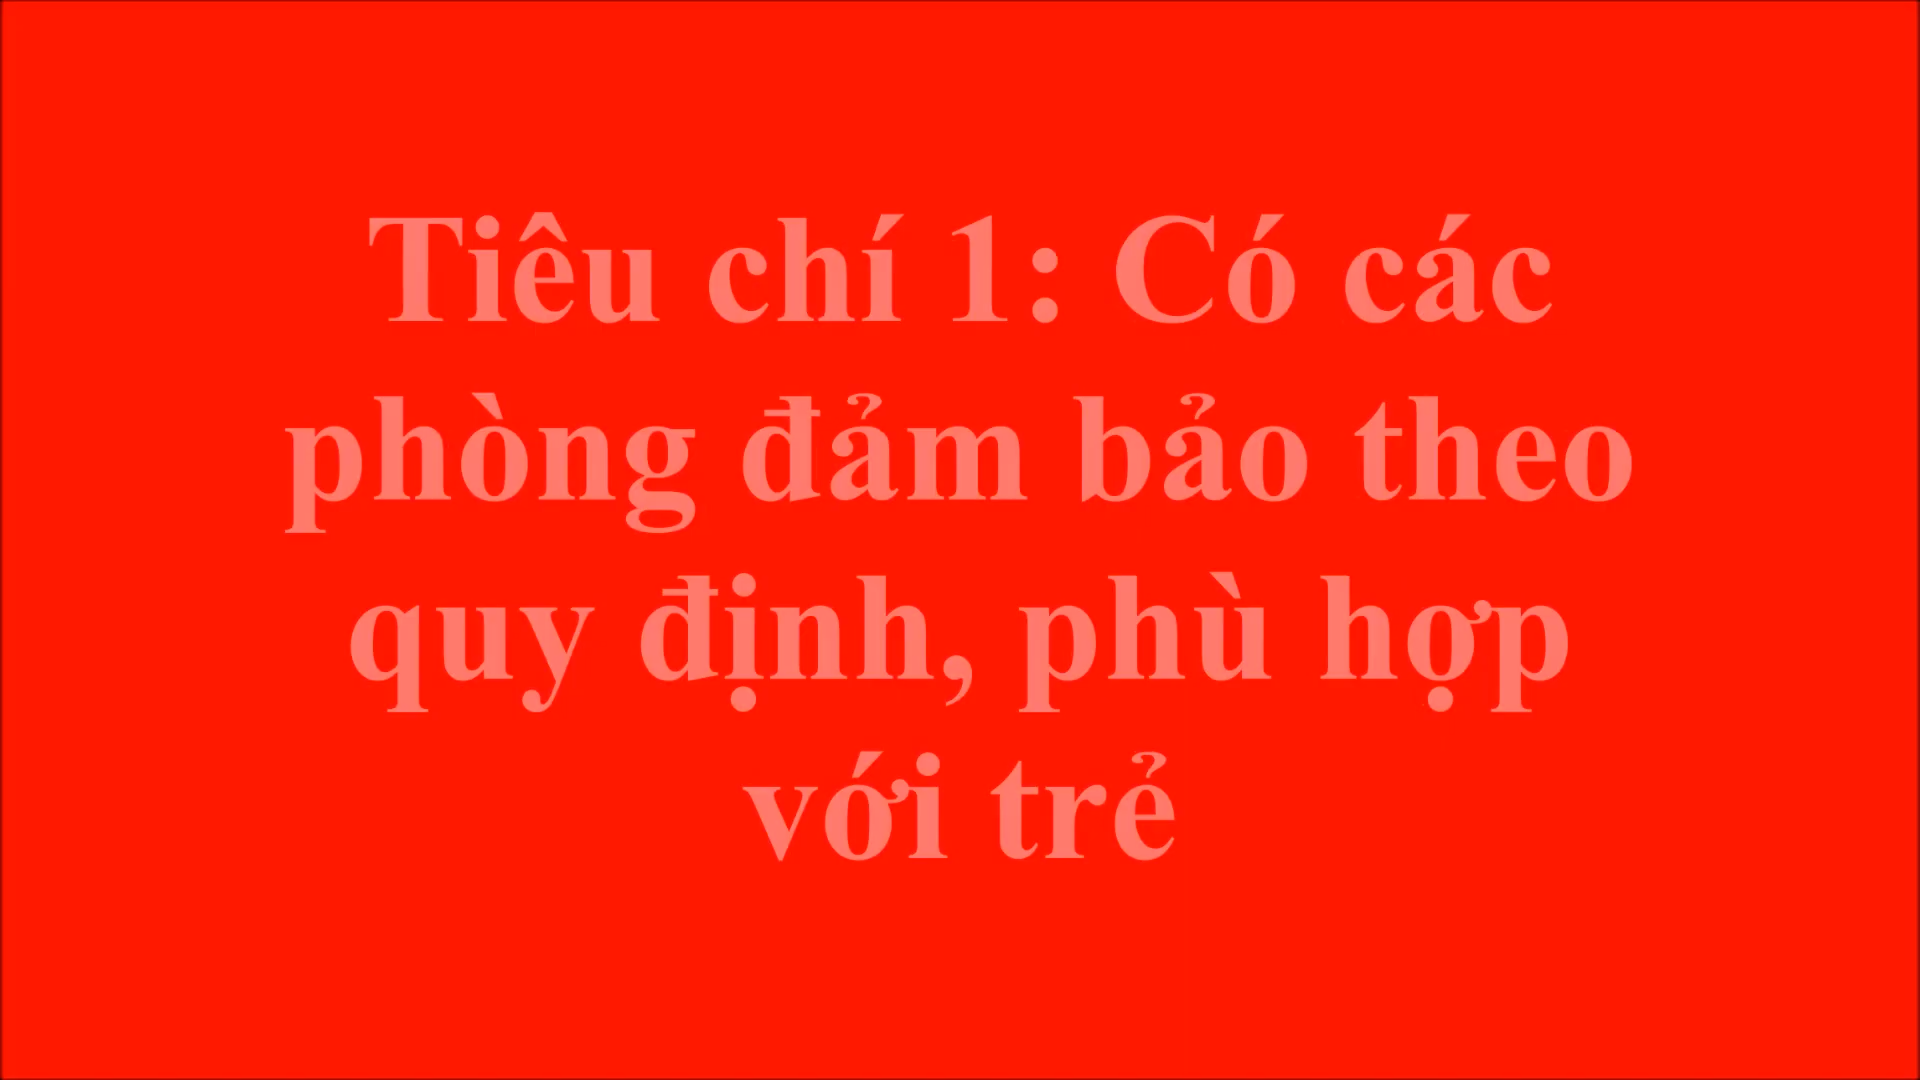 Tiêu chí 1: Có các
phòng đảm bảo theo
quy định, phù hợp
với trẻ